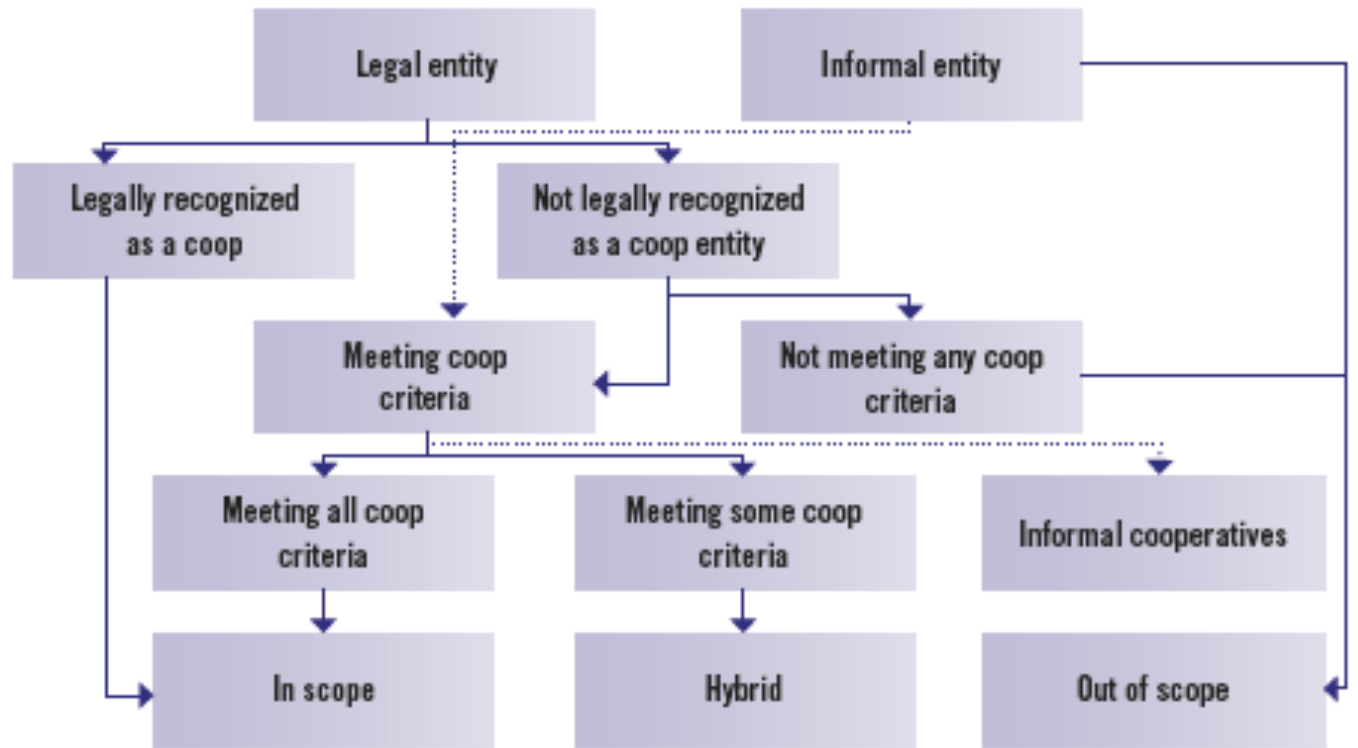 Legal entity
Informal entity
Legally recognized
as a coop
Not legally recognized
as a coop entity
Meeting coop
criteria
Not meeting any coop
criteria
Meeting all coop
criteria
Meeting some coop
criteria
Informal cooperatives
In scope
Hybrid
Out of scope